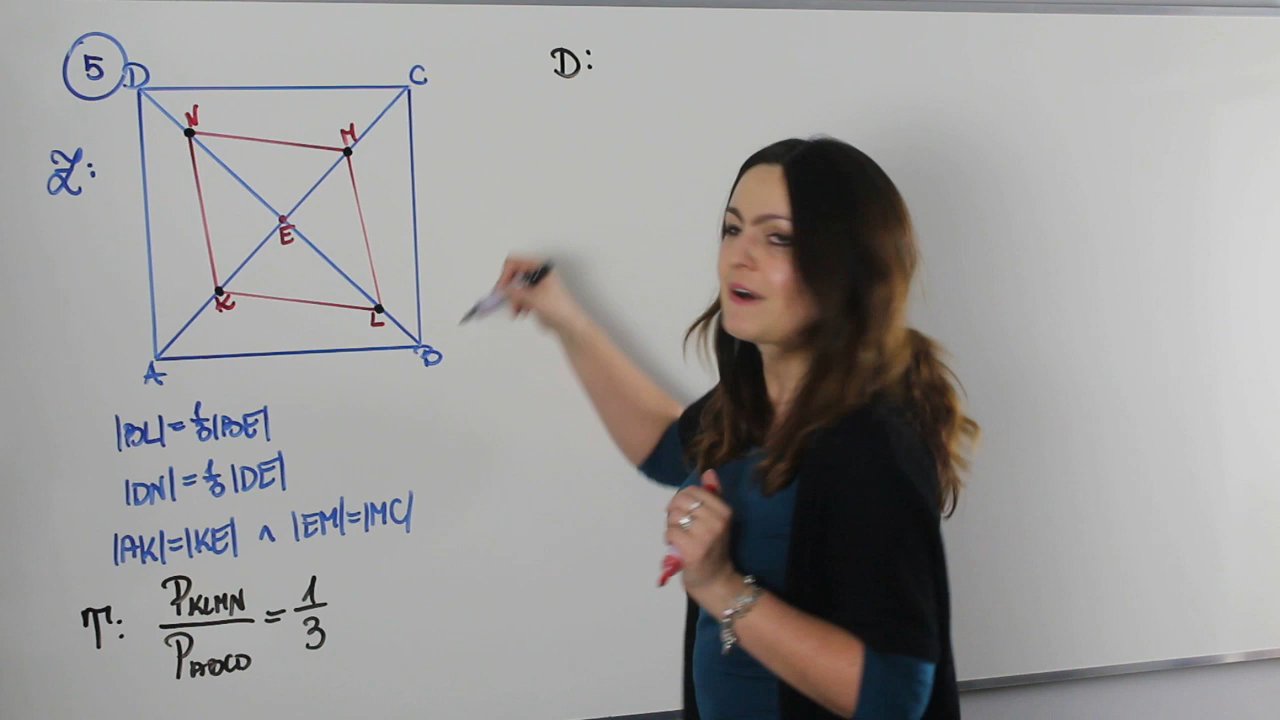 5
D
C
D:
N
M
Z:
E
K
L
A
B
|BL|=1/3|BE|
|DN|=1/3|DE|
|AK|=|KE| ∧ |EM|=|MC|
T: P_KLMN/P_ABCD = 1/3